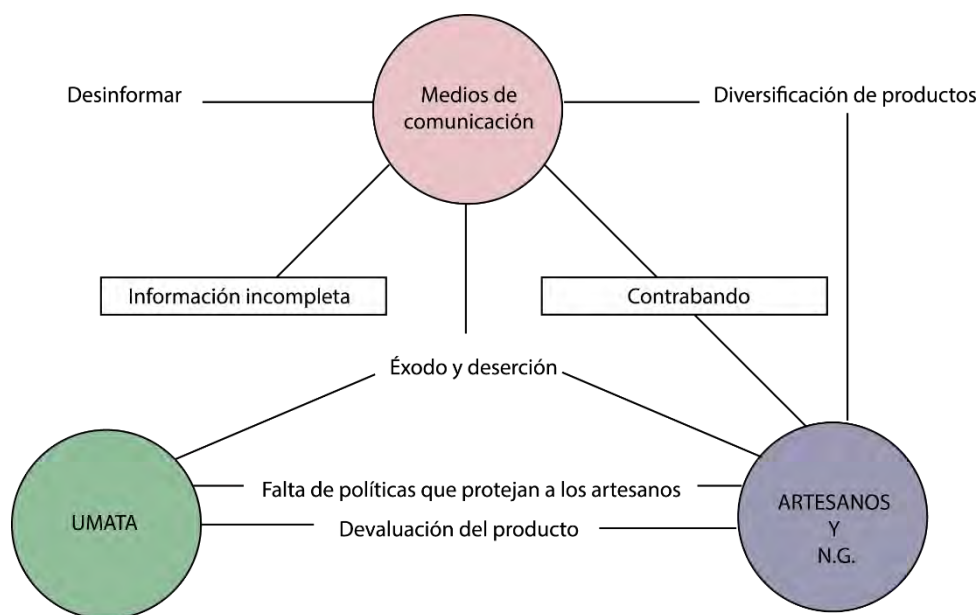 Desinformar
Medios de
comunicación
Diversificación de productos
Información incompleta
Contrabando
Éxodo y deserción
UMATA
Falta de políticas que protejan a los artesanos
Devaluación del producto
ARTESANOS
Y
N.G.